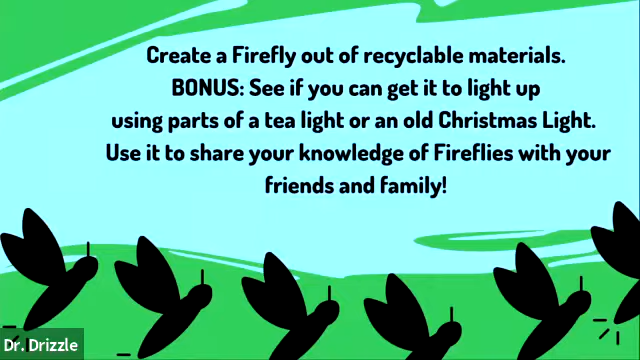 Create a Firefly out of recyclable materials.
BONUS: See if you can get it to light up
using parts of a tea light or an old Christmas Light.
Use it to share your knowledge of Fireflies with your
friends and family!
Dr. Drizzle